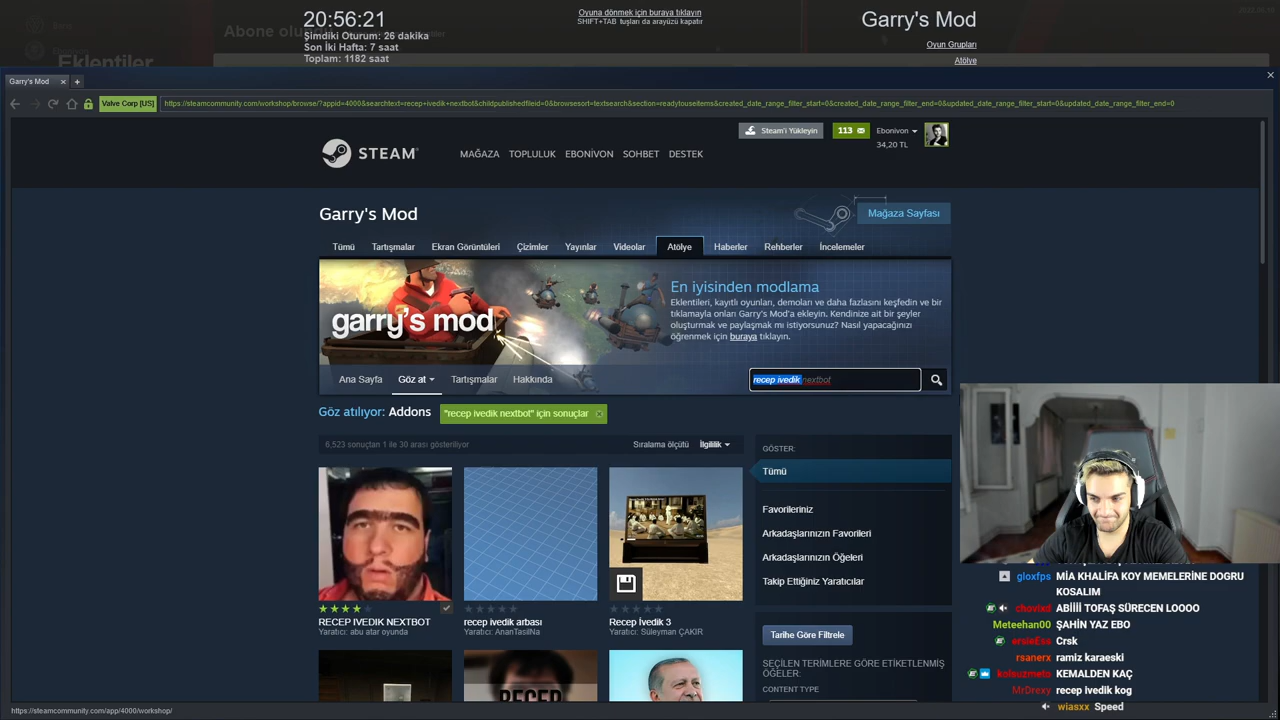 20:56:21
Şimdiki Oturum: 26 dakika
Son İki Hafta: 7 saat
Toplam: 1182 saat
Oyuna dönmek için buraya tıklayın
SHIFT+TAB tuşları da arayüzü kapatır
Garry's Mod
Oyun Grupları
Atölye
Eklentiler
Garry's Mod
Valve Corp [US]
https://steamcommunity.com/workshop/browse/?appid=4000&searchtext=recep+ivedik+nextbot&childpublishedfileid=0&browsesort=textsearch&section=readytouseitems&created_date_range_filter_start=0&created_date_range_filter_end=0&updated_date_range_filter_start=0&updated_date_range_filter_end=0
STEAM
MAĞAZA TOPLULUK EBONİVON SOHBET DESTEK
Steam'i Yükleyin
113
Ebonivon
34,20 TL
Garry's Mod
Mağaza Sayfası
Tümü Tartışmalar Ekran Görüntüleri Çizimler Yayınlar Videolar Atölye Haberler Rehberler İncelemeler
garry's mod
En iyisinden modlama
Eklentileri, kayıtlı oyunları, demoları ve daha fazlasını keşfedin ve bir
tıklamayla onları Garry's Mod'a ekleyin. Kendinize ait bir şeyler
oluşturmak ve paylaşmak mı istiyorsunuz? Nasıl yapacağınızı
öğrenmek için buraya tıklayın.
Ana Sayfa Göz at Tartışmalar Hakkında
recep ivedik nextbot
Göz atılıyor: Addons
"recep ivedik nextbot" için sonuçlar
6,523 sonuçtan 1 ile 30 arası gösteriliyor
Sıralama ölçütü İlgililik
RECEP IVEDIK NEXTBOT
Yaratıcı: abu atar oyunda
recep ivedik arbası
Yaratıcı: AnanTasilNa
Recep İvedik 3
Yaratıcı: Süleyman ÇAKIR
RECEP
GÖSTER:
Tümü
Favorileriniz
Arkadaşlarınızın Favorileri
Arkadaşlarınızın Öğeleri
Takip Ettiğiniz Yaratıcılar
Tarihe Göre Filtrele
SEÇİLEN TERİMLERE GÖRE ETİKETLENMİŞ
ÖĞELER:
CONTENT TYPE
gloxfps MİA KHALİFA KOY MEMELERİNE DOGRU
KOSALIM
chovixd ABİİİİ TOFAŞ SÜRECEN LOOOO
Meteehan00 ŞAHİN YAZ EBO
ersleEss Crsk
rsanerx ramiz karaeski
kolsuzmeto KEMALDEN KAÇ
MrDrexy recep ivedik kog
wiasxx Speed
https://steamcommunity.com/app/4000/workshop/